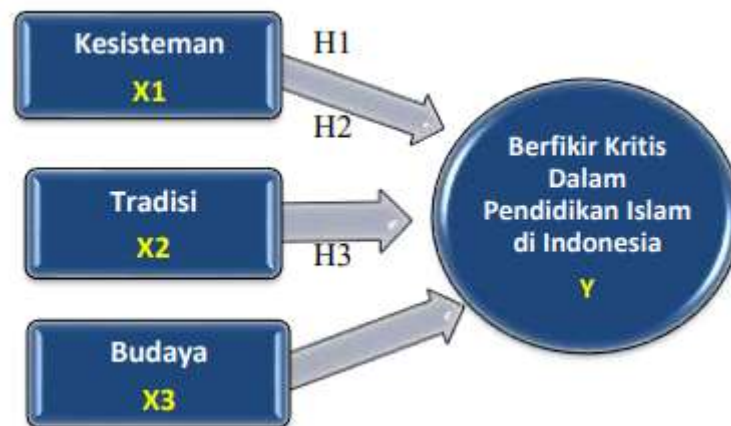 Kesisteman
X1
H1
H2
Tradisi
X2
H3
Budaya
X3
Berfikir Kritis
Dalam
Pendidikan Islam
di Indonesia
Y